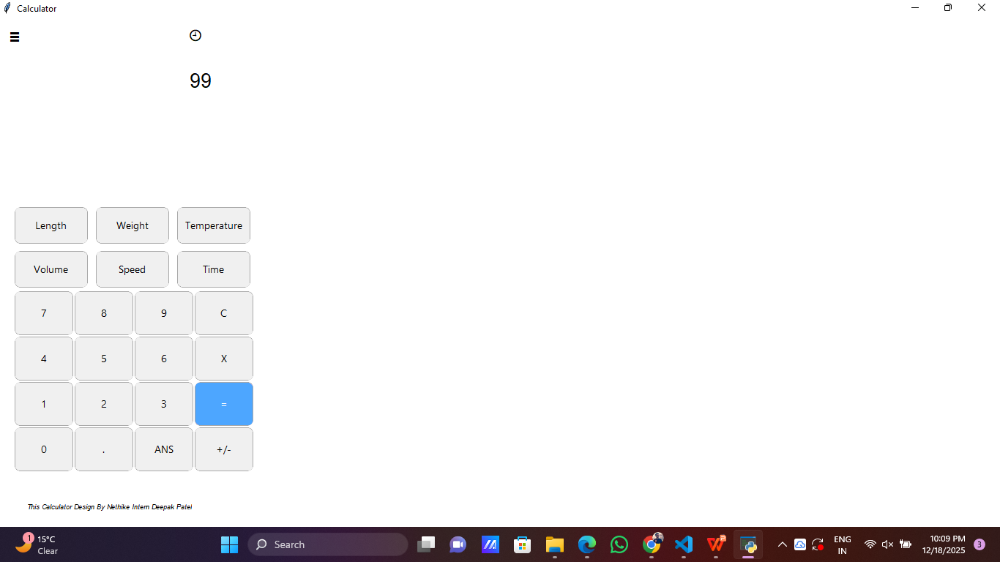 Calculator
99
Length Weight Temperature
Volume Speed Time
7 8 9 C
4 5 6 X
1 2 3 =
0 . ANS +/-
This Calculator Design By Nethike Intern Deepak Patel
1 15°C
Clear
Search
ENG
IN
10:09 PM
12/18/2025
3